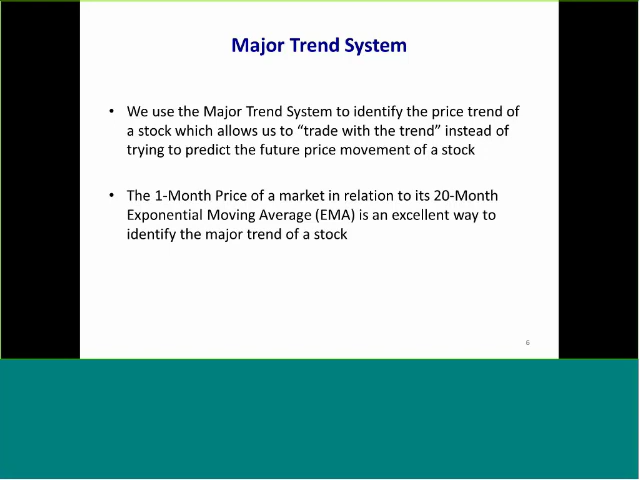 Major Trend System
• We use the Major Trend System to identify the price trend of
a stock which allows us to “trade with the trend” instead of
trying to predict the future price movement of a stock
• The 1-Month Price of a market in relation to its 20-Month
Exponential Moving Average (EMA) is an excellent way to
identify the major trend of a stock
6